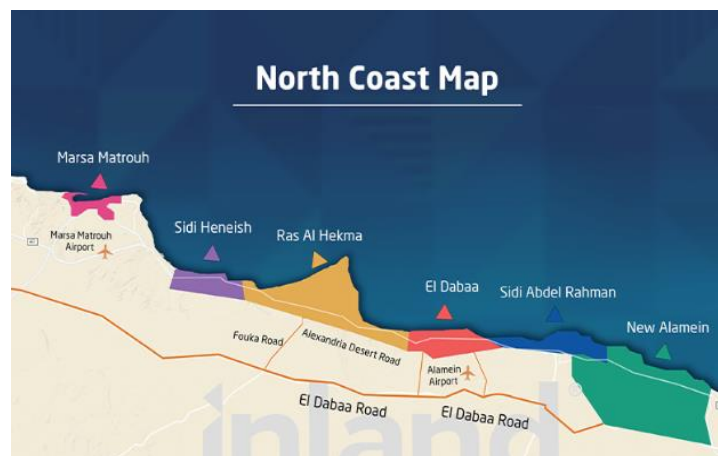 North Coast Map
Marsa Matrouh
Sidi Heneish
Ras Al Hekma
El Dabaa
Sidi Abdel Rahman
New Alamein
Marsa Matrouh
Airport
Fouka Road
Alexandria Desert Road
Alamein
Airport
El Dabaa Road
El Dabaa Road
inland